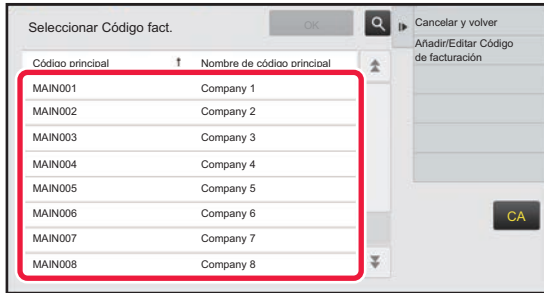 Seleccionar Código fact.
OK
Cancelar y volver
Añadir/Editar Código
de facturación
Código principal
Nombre de código principal
MAIN001 Company 1
MAIN002 Company 2
MAIN003 Company 3
MAIN004 Company 4
MAIN005 Company 5
MAIN006 Company 6
MAIN007 Company 7
MAIN008 Company 8
CA